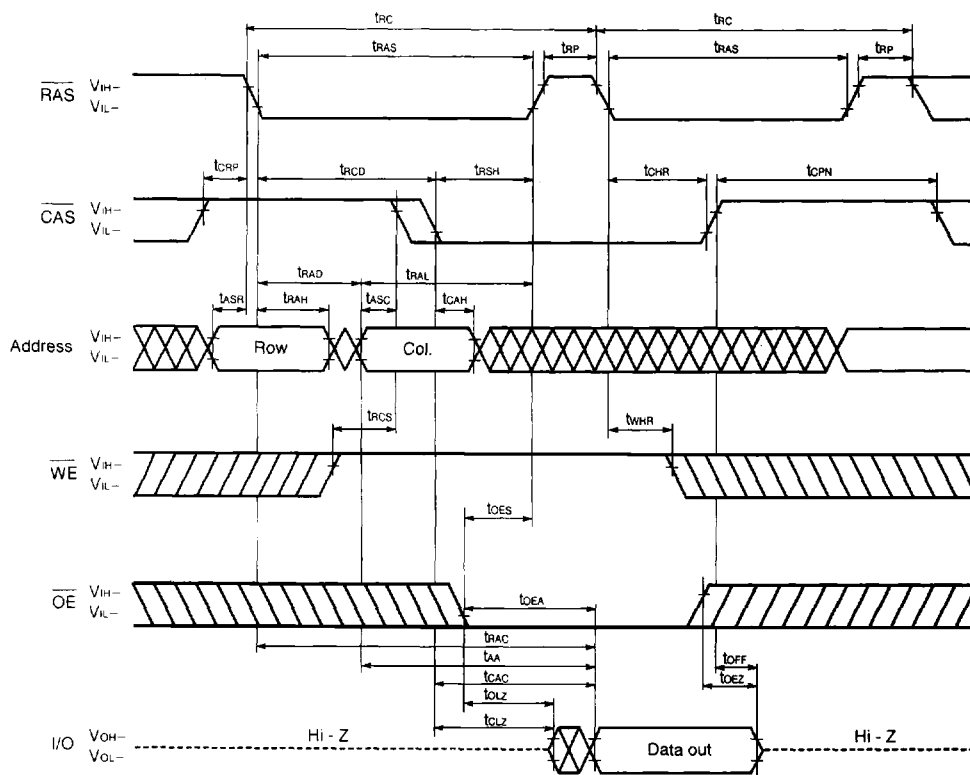 tRC tRC
tRAS tRP tRAS tRP
RAS VIH–
VIL–
tCRP tRCD tRSH tCHR tCPN
CAS VIH–
VIL–
tRAD tRAL
tASR tRAH tASC tCAH
Address VIH–
VIL–
Row Col.
tRCS tWHR
WE VIH–
VIL–
tOES
OE VIH–
VIL–
tOEA
tRAC
tAA tOFF
tCAC tOEZ
tOLZ
tCLZ
I/O VOH–
VOL–
Hi - Z Data out Hi - Z